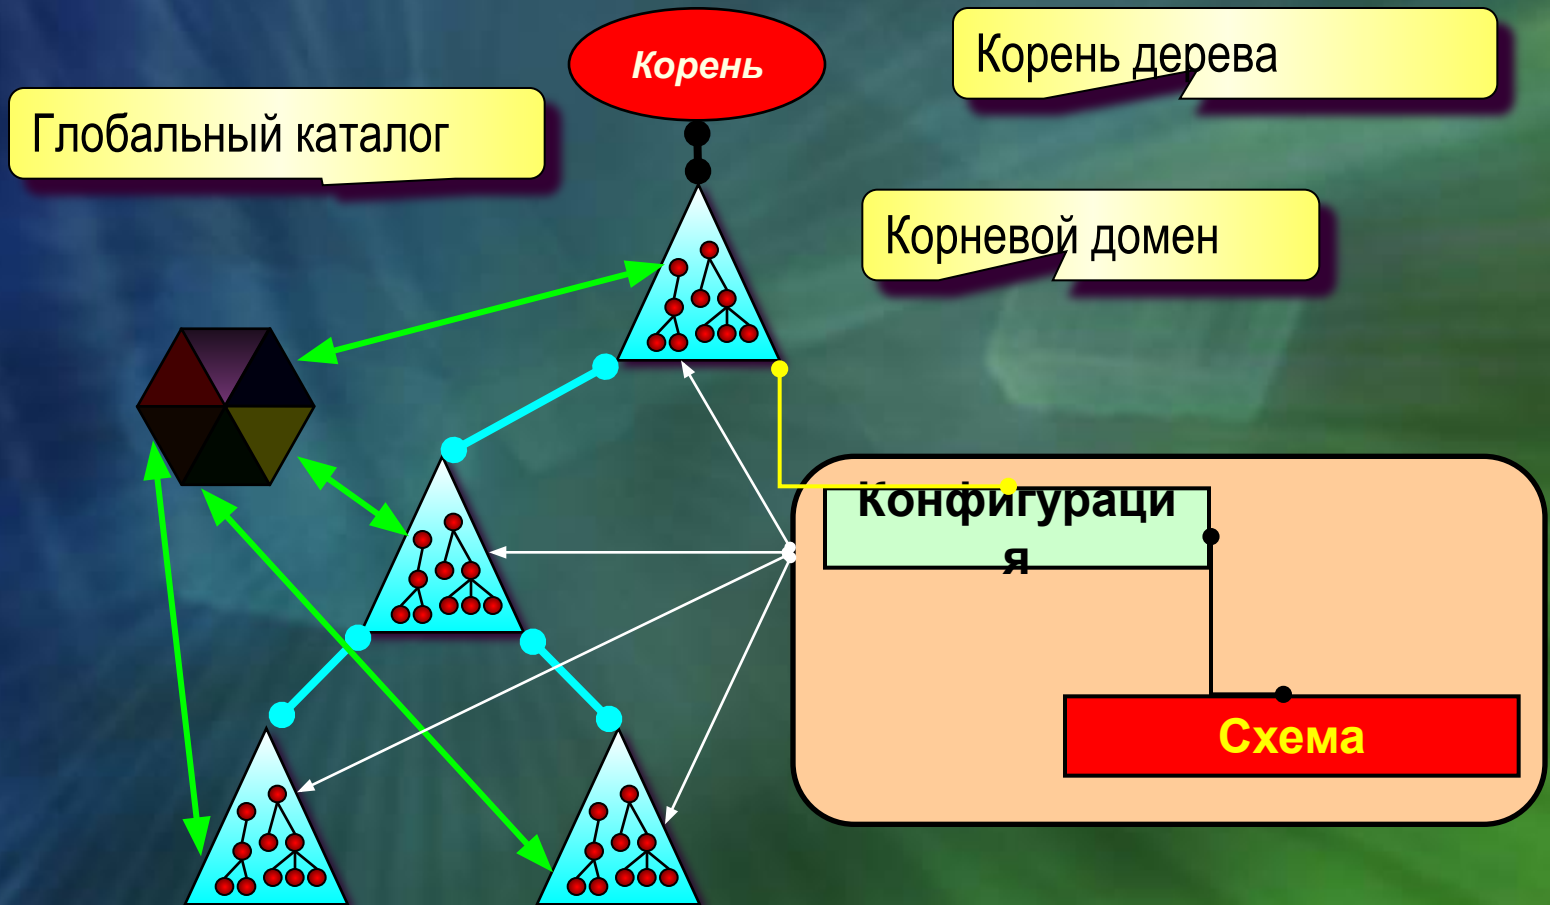 Корень
Корень дерева
Глобальный каталог
Корневой домен
Конфигураци
я
Схема